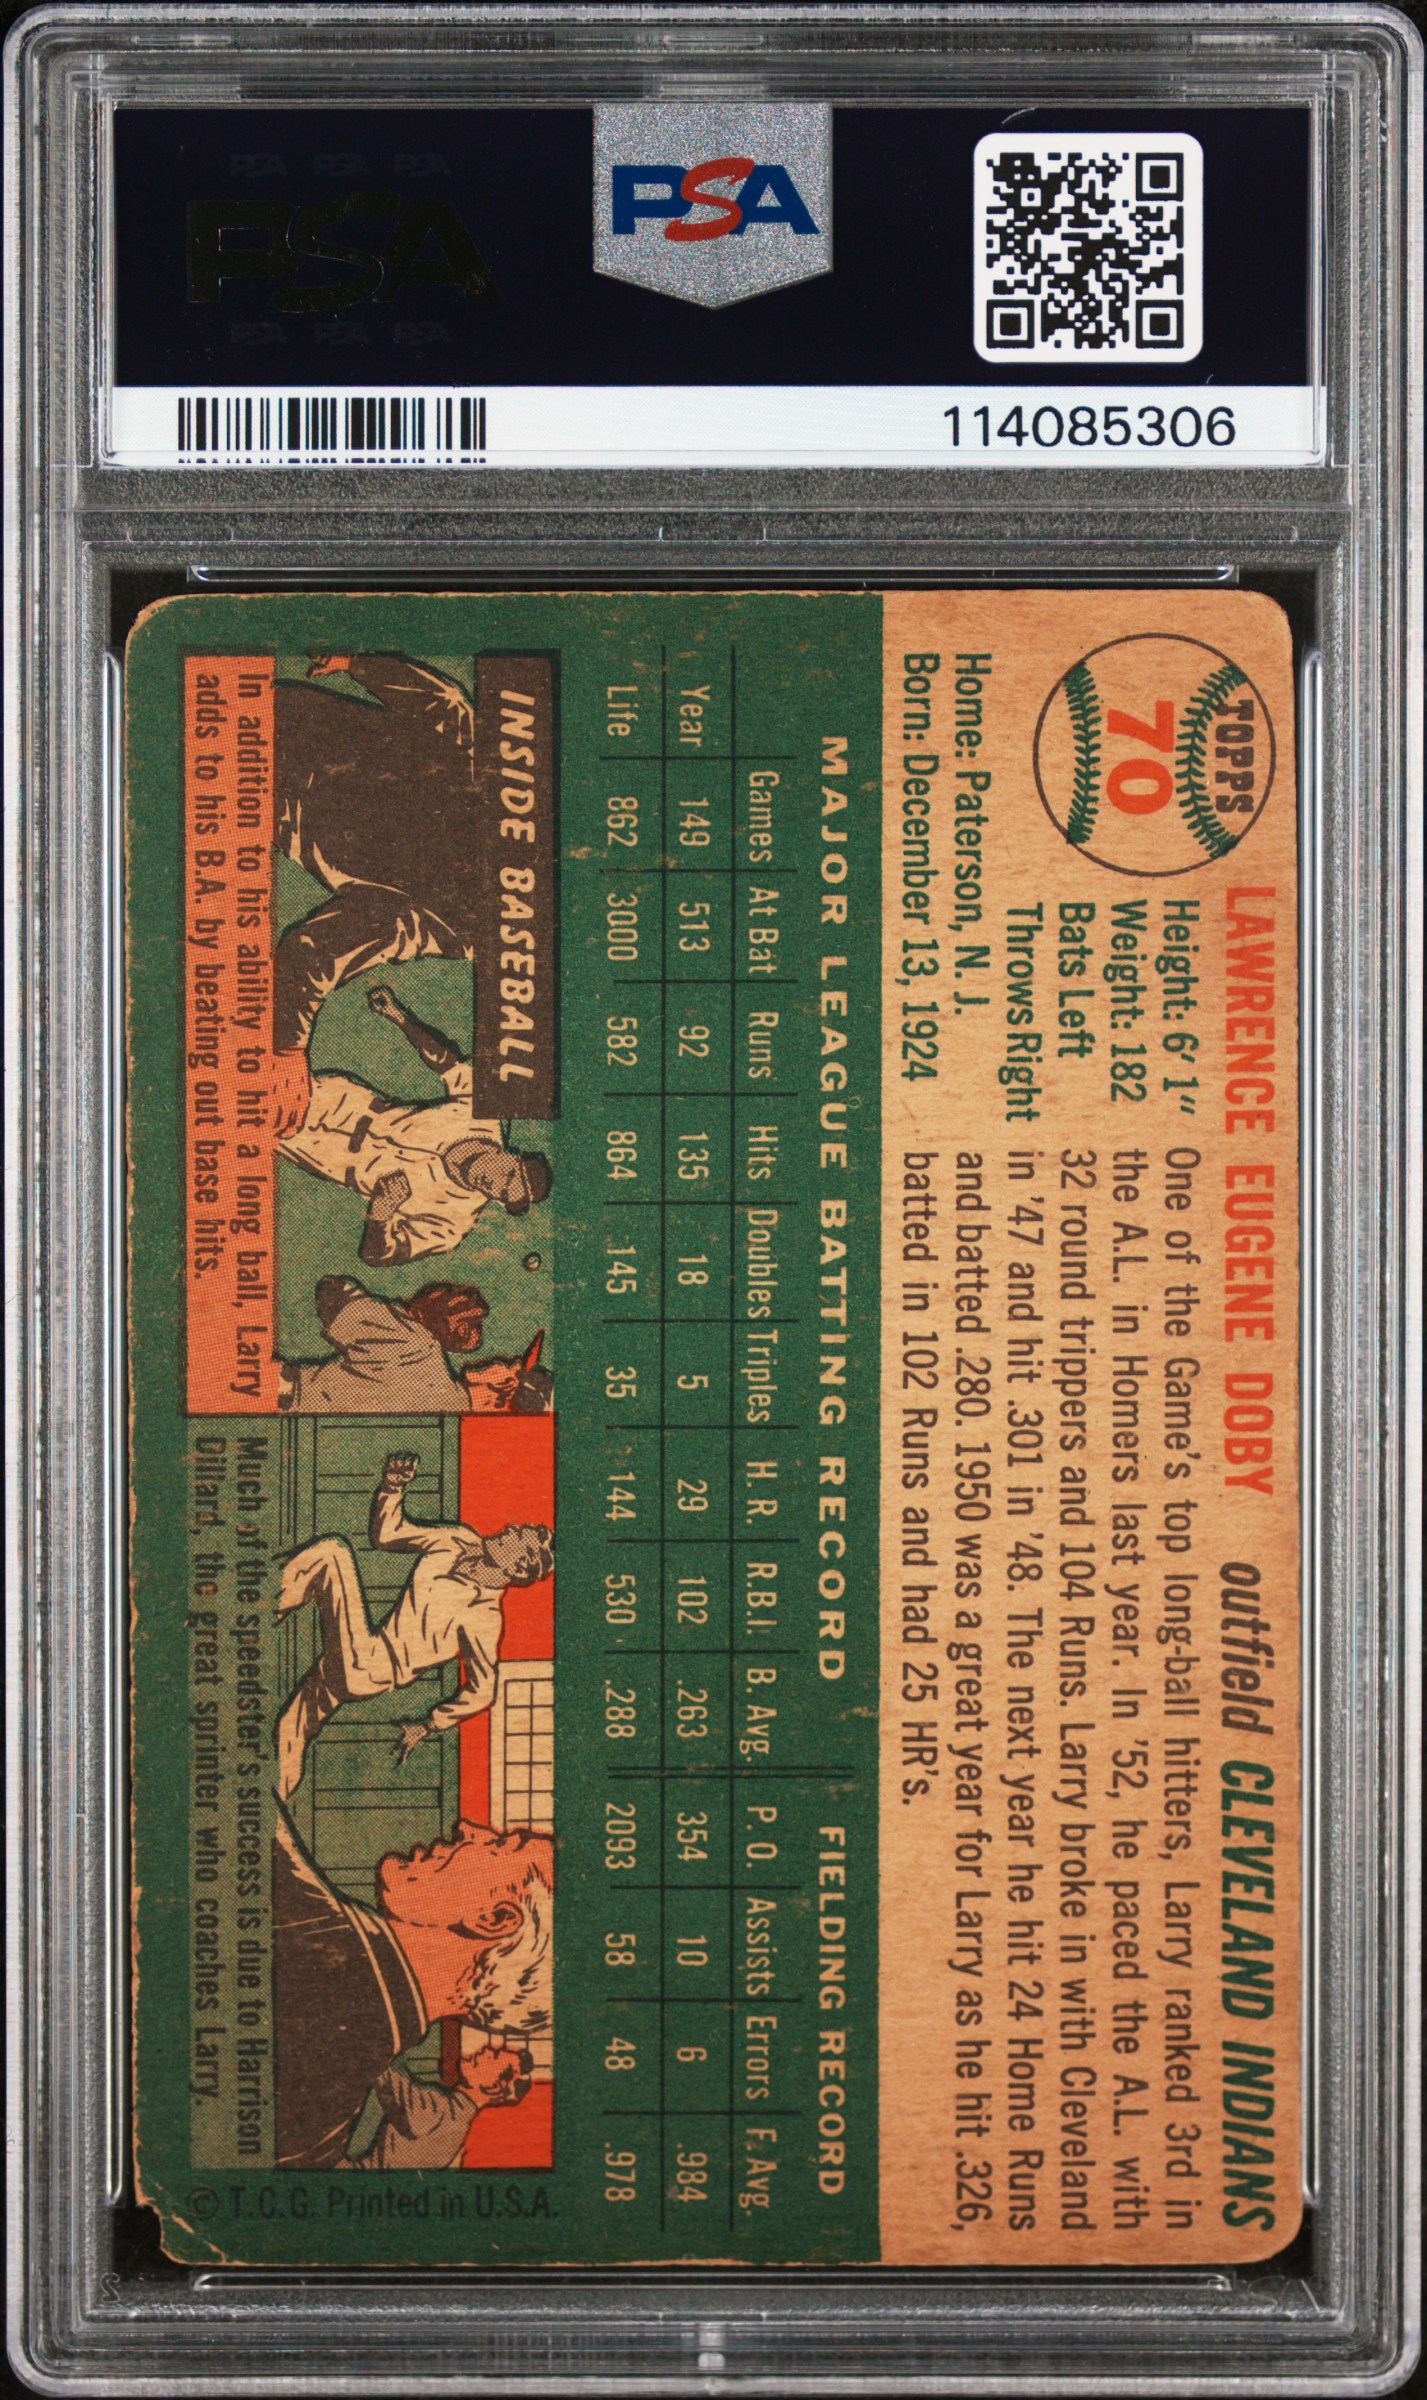 PSA PSA PSA
PSA
PSA PSA PSA
PSA
114085306
TOPPS
70
LAWRENCE EUGENE DOBY outfield CLEVELAND INDIANS
Height: 6' 1"
Weight: 182
Bats Left
Throws Right
Home: Paterson, N. J.
Born: December 13, 1924
One of the Game's top long-ball hitters, Larry ranked 3rd in
the A.L. in Homers last year. In '52, he paced the A.L. with
32 round trippers and 104 Runs. Larry broke in with Cleveland
in '47 and hit .301 in '48. The next year he hit 24 Home Runs
and batted .280. 1950 was a great year for Larry as he hit .326,
batted in 102 Runs and had 25 HR's.
MAJOR LEAGUE BATTING RECORD FIELDING RECORD
Games At Bat Runs Hits Doubles Triples H. R. R.B.I. B. Avg. P. O. Assists Errors F. Avg.
Year 149 513 92 135 18 5 29 102 .263 354 10 6 .984
Life 862 3000 582 864 145 35 144 530 .288 2093 58 48 .978
INSIDE BASEBALL
In addition to his ability to hit a long ball, Larry
adds to his B.A. by beating out base hits.
Much of the speedster's success is due to Harrison
Dillard, the great sprinter who coaches Larry.
© T.C.G. Printed in U.S.A.